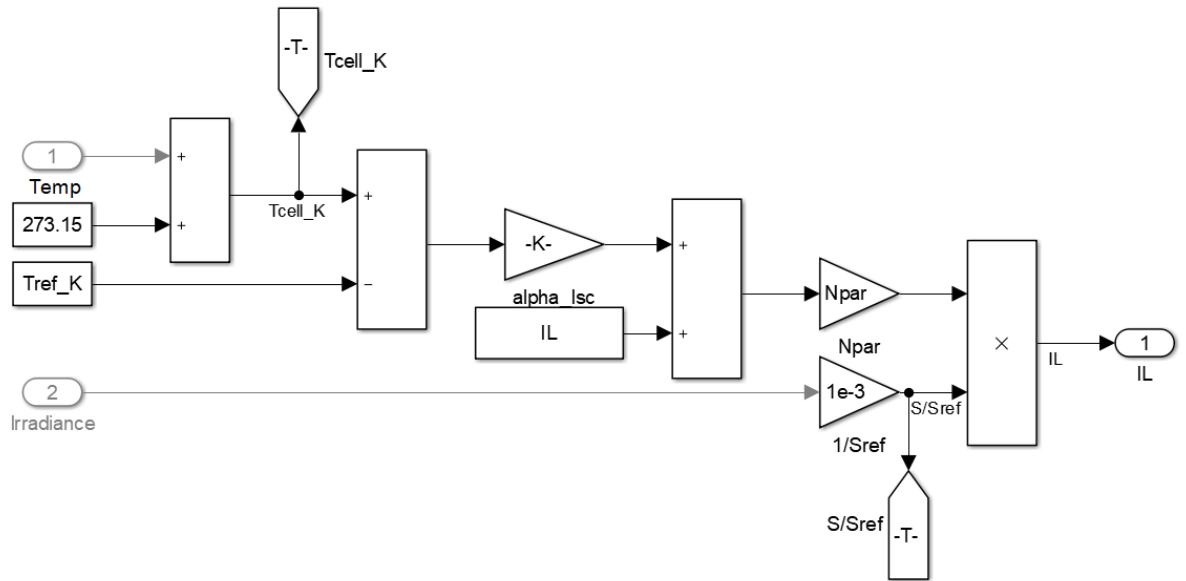 -T-
Tcell_K
1
Temp
+
+
273.15
Tcell_K
+
−
Tref_K
-K-
alpha_Isc
IL
+
+
Npar
Npar
2
Irradiance
1e-3
1/Sref
S/Sref
×
IL
1
IL
S/Sref
-T-